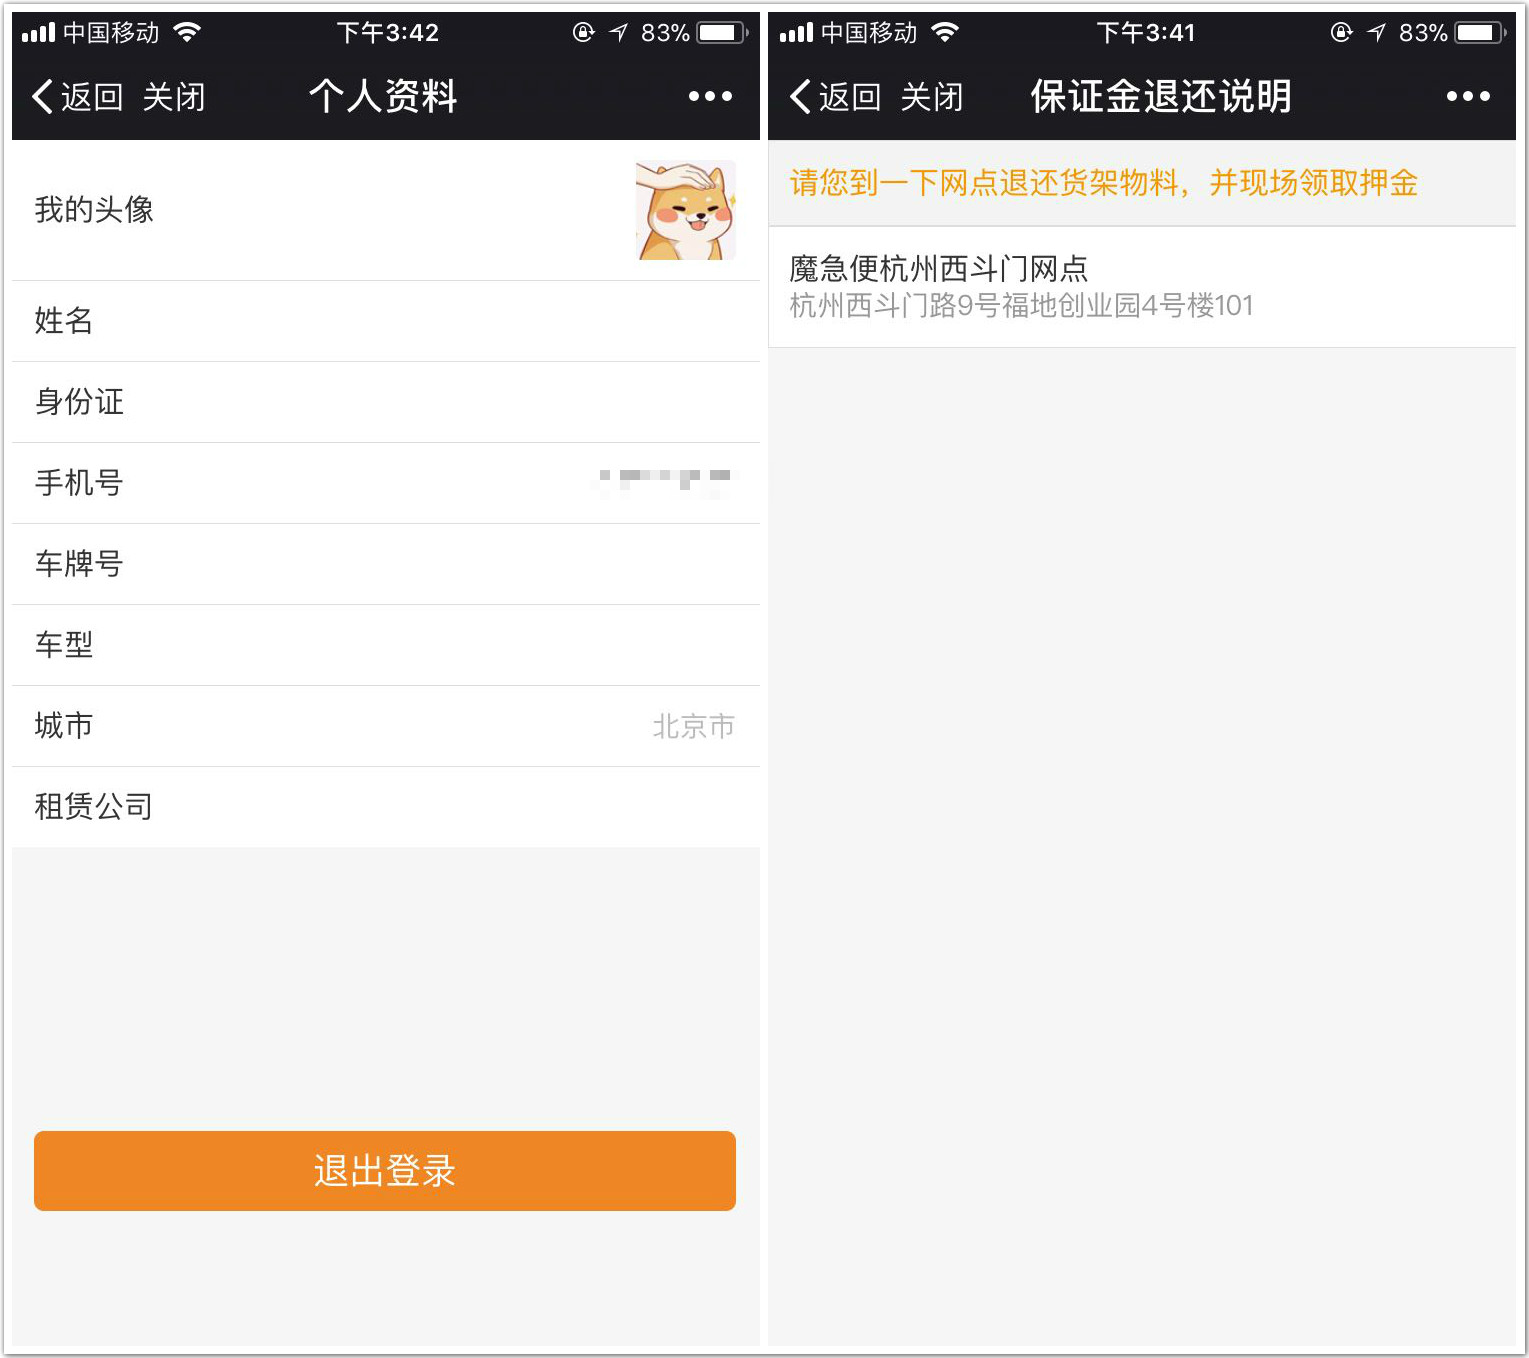 中国移动
下午3:42
83%
返回 关闭
个人资料
我的头像
姓名
身份证
手机号
车牌号
车型
城市
北京市
租赁公司
退出登录
中国移动
下午3:41
83%
返回 关闭
保证金退还说明
请您到一下网点退还货架物料，并现场领取押金
魔急便杭州西斗门网点
杭州西斗门路9号福地创业园4号楼101